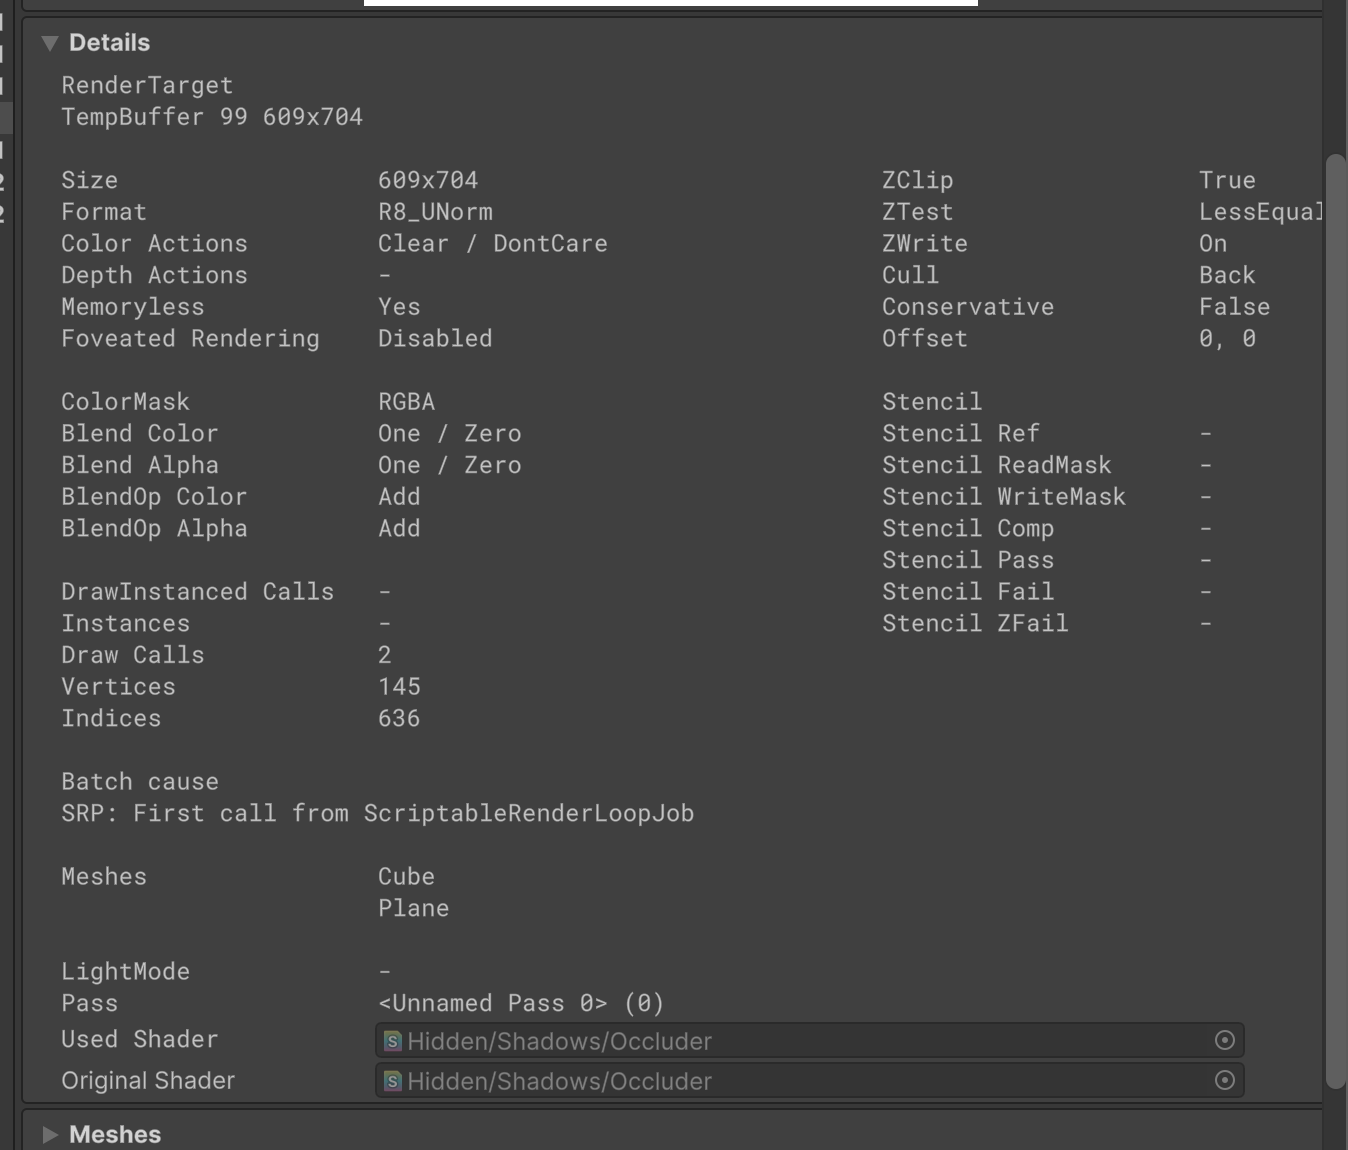 Details
RenderTarget
TempBuffer 99 609x704
Size 609x704 ZClip True
Format R8_UNorm ZTest LessEqual
Color Actions Clear / DontCare ZWrite On
Depth Actions - Cull Back
Memoryless Yes Conservative False
Foveated Rendering Disabled Offset 0, 0
ColorMask RGBA Stencil
Blend Color One / Zero Stencil Ref -
Blend Alpha One / Zero Stencil ReadMask -
BlendOp Color Add Stencil WriteMask -
BlendOp Alpha Add Stencil Comp -
Stencil Pass -
DrawInstanced Calls - Stencil Fail -
Instances - Stencil ZFail -
Draw Calls 2
Vertices 145
Indices 636
Batch cause
SRP: First call from ScriptableRenderLoopJob
Meshes Cube
Plane
LightMode -
Pass <Unnamed Pass 0> (0)
Used Shader Hidden/Shadows/Occluder
Original Shader Hidden/Shadows/Occluder
Meshes